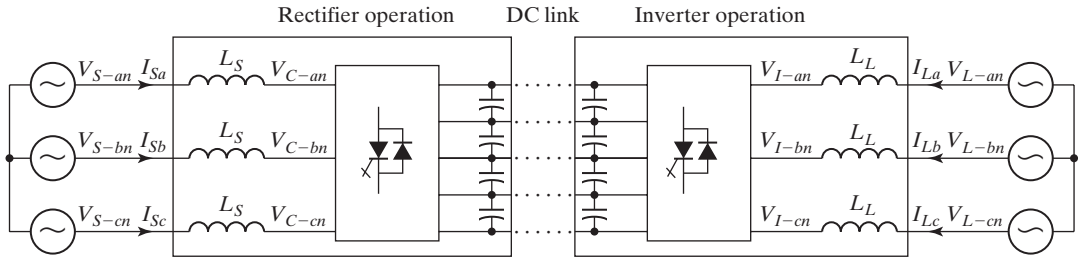 Rectifier operation DC link Inverter operation
V_{S-an} I_{Sa} L_S V_{C-an} V_{I-an} L_L I_{La} V_{L-an}
V_{S-bn} I_{Sb} L_S V_{C-bn} V_{I-bn} L_L I_{Lb} V_{L-bn}
V_{S-cn} I_{Sc} L_S V_{C-cn} V_{I-cn} L_L I_{Lc} V_{L-cn}